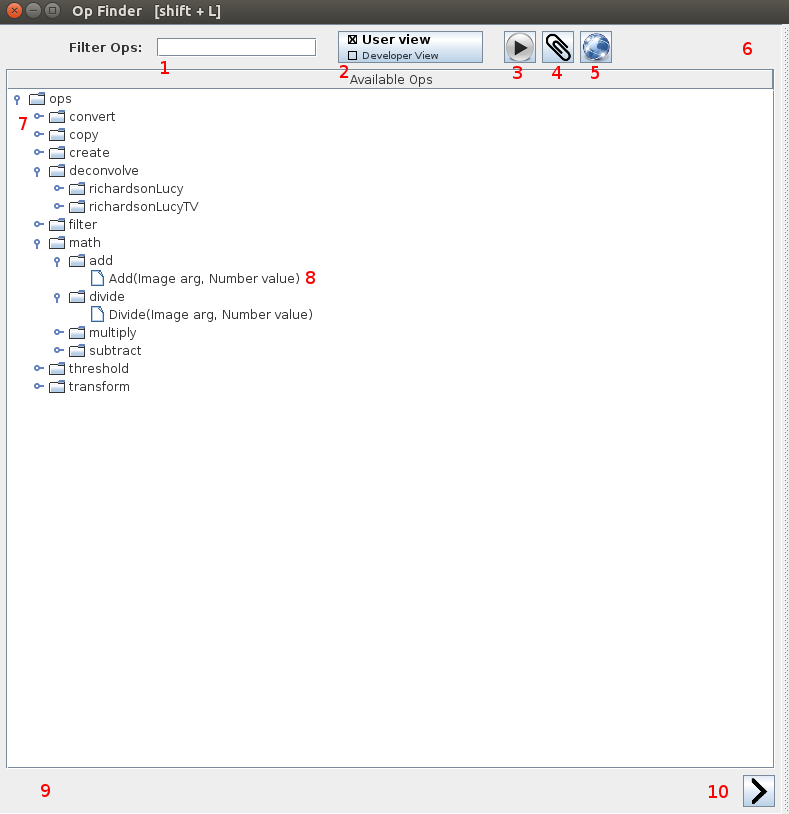 Op Finder [shift + L]
Filter Ops:
User view
Developer View
1
2
3
4
5
6
Available Ops
ops
7
convert
copy
create
deconvolve
richardsonLucy
richardsonLucyTV
filter
math
add
Add(Image arg, Number value) 8
divide
Divide(Image arg, Number value)
multiply
subtract
threshold
transform
9
10